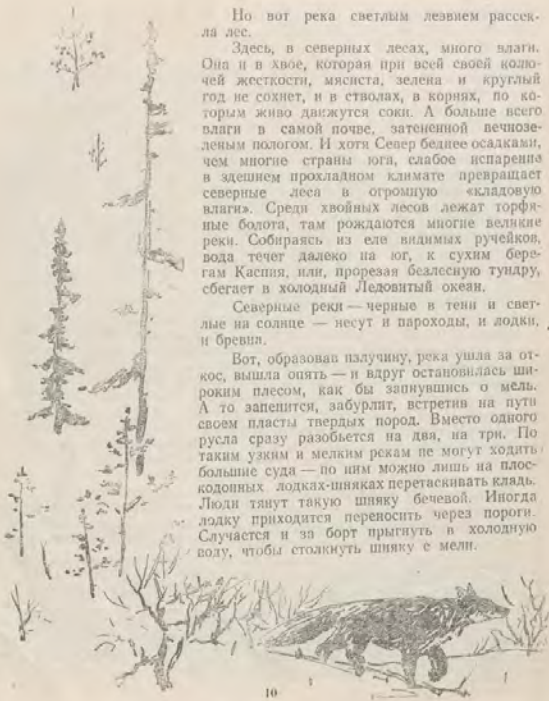 Но вот река светлым лезвием рассек-
ла лес.
Здесь, в северных лесах, много влаги.
Она и в хвое, которая при всей своей колю-
чей жесткости, мясиста, зелена и круглый
год не сохнет, и в стволах, в корнях, по ко-
торым живо движутся соки. А больше всего
влаги в самой почве, затененной вечнозе-
леным пологом. И хотя Север беднее осадками,
чем многие страны юга, слабое испарение
в здешнем прохладном климате превращает
северные леса в огромную «кладовую
влаги». Среди хвойных лесов лежат торфя-
ные болота, там рождаются многие великие
реки. Собираясь из еле видимых ручейков,
вода течет далеко на юг, к сухим бере-
гам Каспия, или, прорезая безлесную тундру,
сбегает в холодный Ледовитый океан.
Северные реки — черные в тени и свет-
лые на солнце — несут и пароходы, и лодки,
и бревна.
Вот, образовав излучину, река ушла за от-
кос, вышла опять — и вдруг остановилась ши-
роким плесом, как бы запнувшись о мель.
А то запенится, забурлит, встретив на пути
своем пласты твердых пород. Вместо одного
русла сразу разобьется на два, на три. По
таким узким и мелким рекам не могут ходить
большие суда — по ним можно лишь на плос-
кодонных лодках-шняках перетаскивать кладь.
Люди тянут такую шняку бечевой. Иногда
лодку приходится переносить через пороги.
Случается и за борт прыгнуть в холодную
воду, чтобы столкнуть шняку с мели.
10